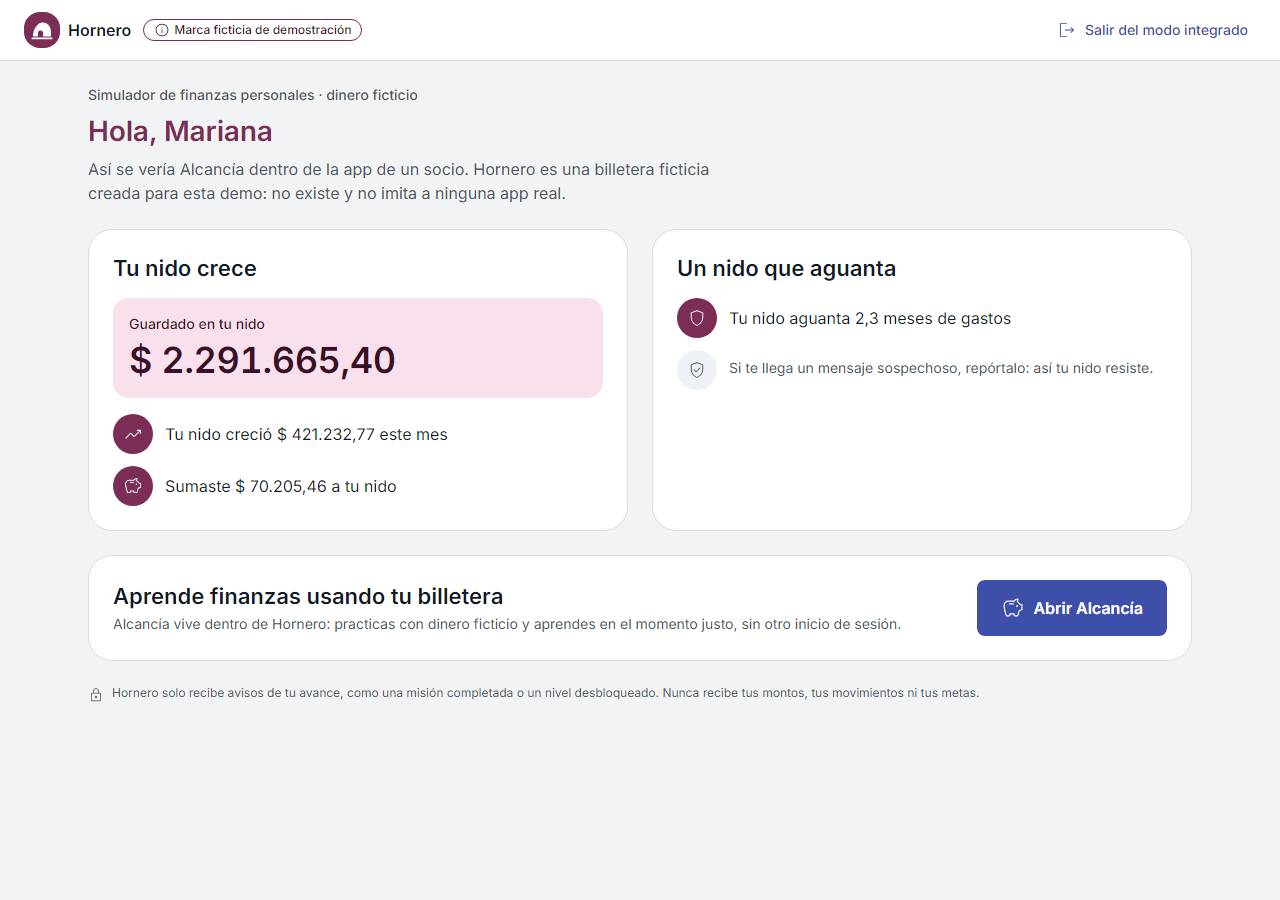 Hornero
Marca ficticia de demostración
Salir del modo integrado
Simulador de finanzas personales · dinero ficticio
Hola, Mariana
Así se vería Alcancía dentro de la app de un socio. Hornero es una billetera ficticia
creada para esta demo: no existe y no imita a ninguna app real.
Tu nido crece
Guardado en tu nido
$ 2.291.665,40
Tu nido creció $ 421.232,77 este mes
Sumaste $ 70.205,46 a tu nido
Un nido que aguanta
Tu nido aguanta 2,3 meses de gastos
Si te llega un mensaje sospechoso, repórtalo: así tu nido resiste.
Aprende finanzas usando tu billetera
Alcancía vive dentro de Hornero: practicas con dinero ficticio y aprendes en el momento justo, sin otro inicio de sesión.
Abrir Alcancía
Hornero solo recibe avisos de tu avance, como una misión completada o un nivel desbloqueado. Nunca recibe tus montos, tus movimientos ni tus metas.